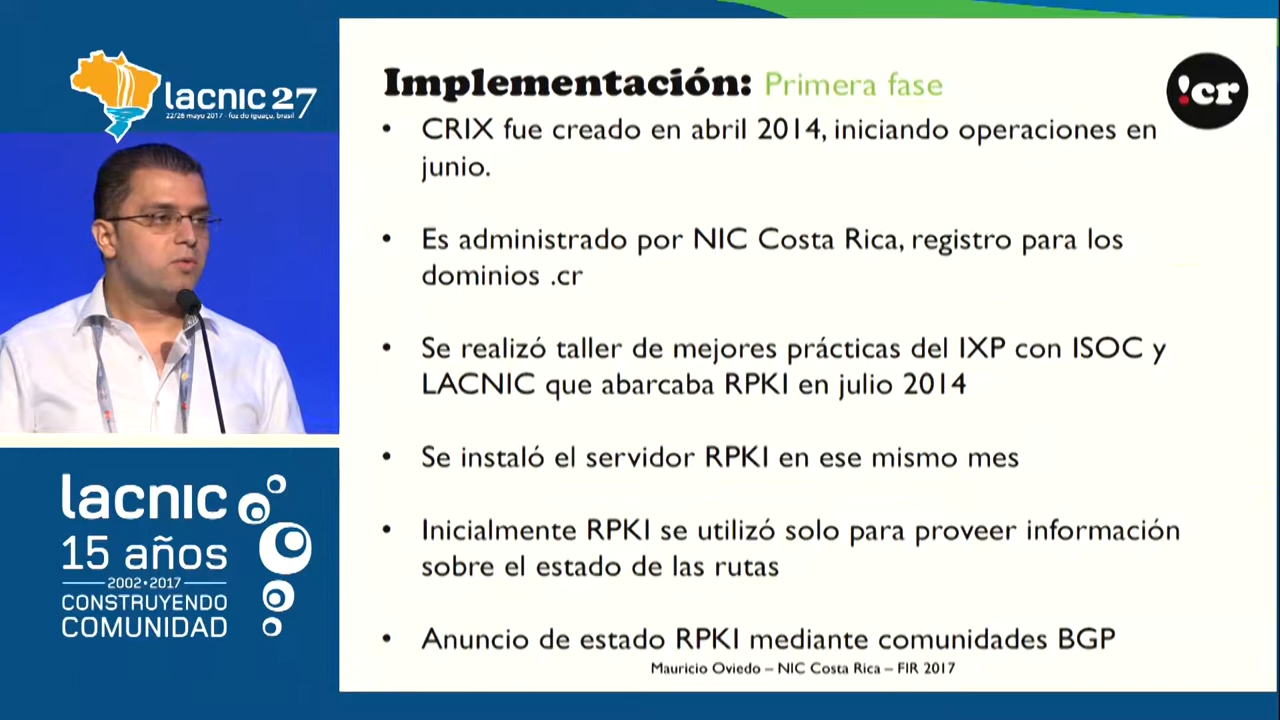 lacnic 27
22/26 mayo 2017 - foz do iguaçu, brasil
Implementación: Primera fase
!cr
• CRIX fue creado en abril 2014, iniciando operaciones en
junio.
• Es administrado por NIC Costa Rica, registro para los
dominios .cr
• Se realizó taller de mejores prácticas del IXP con ISOC y
LACNIC que abarcaba RPKI en julio 2014
• Se instaló el servidor RPKI en ese mismo mes
• Inicialmente RPKI se utilizó solo para proveer información
sobre el estado de las rutas
• Anuncio de estado RPKI mediante comunidades BGP
Mauricio Oviedo – NIC Costa Rica – FIR 2017
lacnic
15 años
2002•2017
CONSTRUYENDO
COMUNIDAD